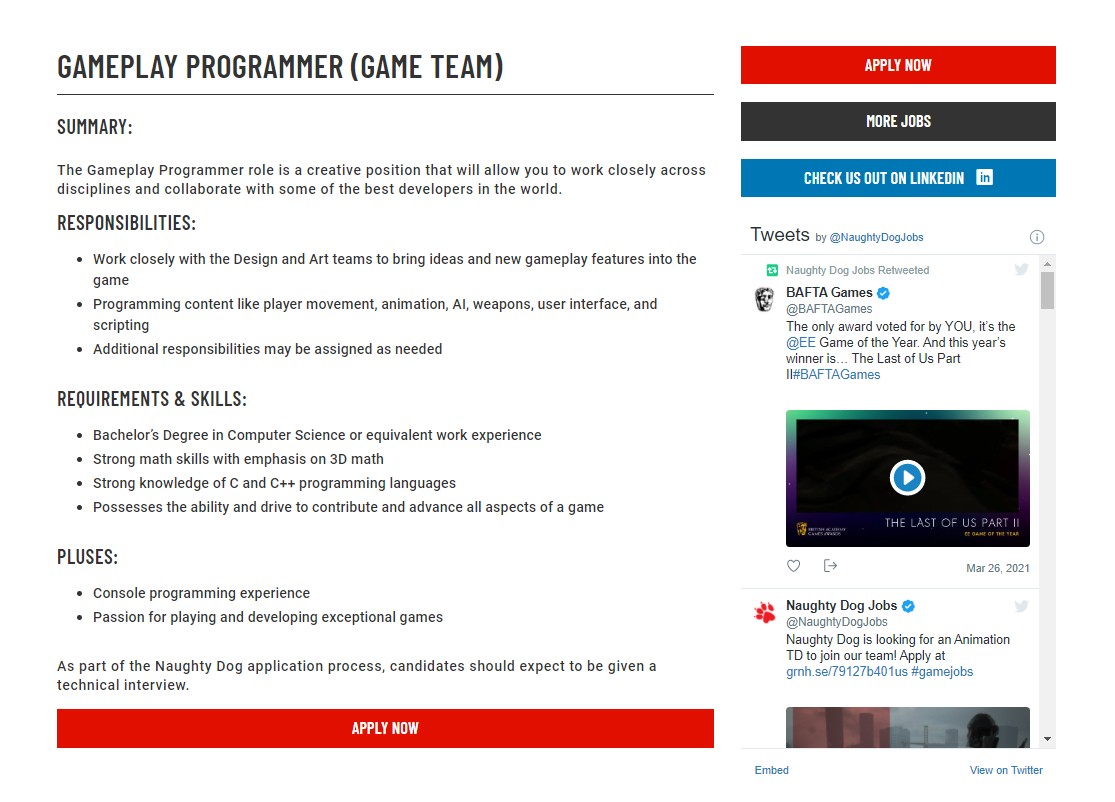 GAMEPLAY PROGRAMMER (GAME TEAM)
SUMMARY:
The Gameplay Programmer role is a creative position that will allow you to work closely across
disciplines and collaborate with some of the best developers in the world.
RESPONSIBILITIES:
• Work closely with the Design and Art teams to bring ideas and new gameplay features into the
game
• Programming content like player movement, animation, AI, weapons, user interface, and
scripting
• Additional responsibilities may be assigned as needed
REQUIREMENTS & SKILLS:
• Bachelor's Degree in Computer Science or equivalent work experience
• Strong math skills with emphasis on 3D math
• Strong knowledge of C and C++ programming languages
• Possesses the ability and drive to contribute and advance all aspects of a game
PLUSES:
• Console programming experience
• Passion for playing and developing exceptional games
As part of the Naughty Dog application process, candidates should expect to be given a
technical interview.
APPLY NOW
APPLY NOW
MORE JOBS
CHECK US OUT ON LINKEDIN in
Tweets by @NaughtyDogJobs
Naughty Dog Jobs Retweeted
BAFTA Games
@BAFTAGames
The only award voted for by YOU, it's the
@EE Game of the Year. And this year's
winner is… The Last of Us Part
II#BAFTAGames
BRITISH ACADEMY
GAMES AWARDS
THE LAST OF US PART II
EE GAME OF THE YEAR
Mar 26, 2021
Naughty Dog Jobs
@NaughtyDogJobs
Naughty Dog is looking for an Animation
TD to join our team! Apply at
grnh.se/79127b401us #gamejobs
Embed
View on Twitter